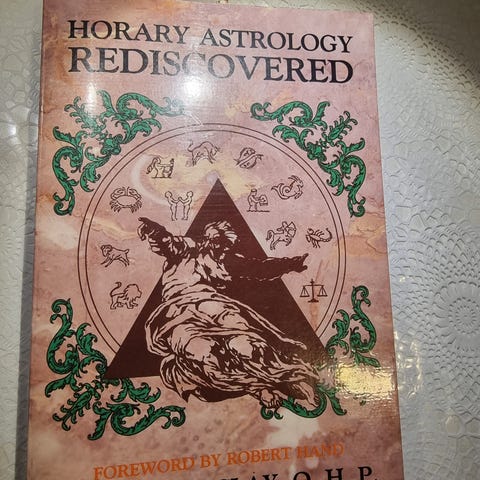 HORARY ASTROLOGY
REDISCOVERED
FOREWORD BY ROBERT HAND
Q.H.P.